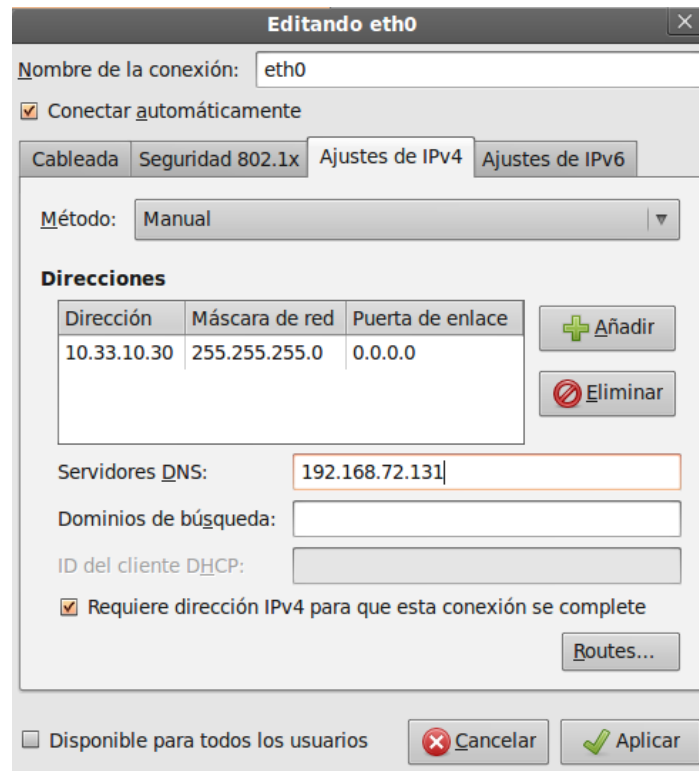 Editando eth0
Nombre de la conexión: eth0
Conectar automáticamente
Cableada Seguridad 802.1x Ajustes de IPv4 Ajustes de IPv6
Método: Manual
Direcciones
Dirección Máscara de red Puerta de enlace
Añadir
10.33.10.30 255.255.255.0 0.0.0.0
Eliminar
Servidores DNS: 192.168.72.131
Dominios de búsqueda:
ID del cliente DHCP:
Requiere dirección IPv4 para que esta conexión se complete
Routes...
Disponible para todos los usuarios Cancelar Aplicar